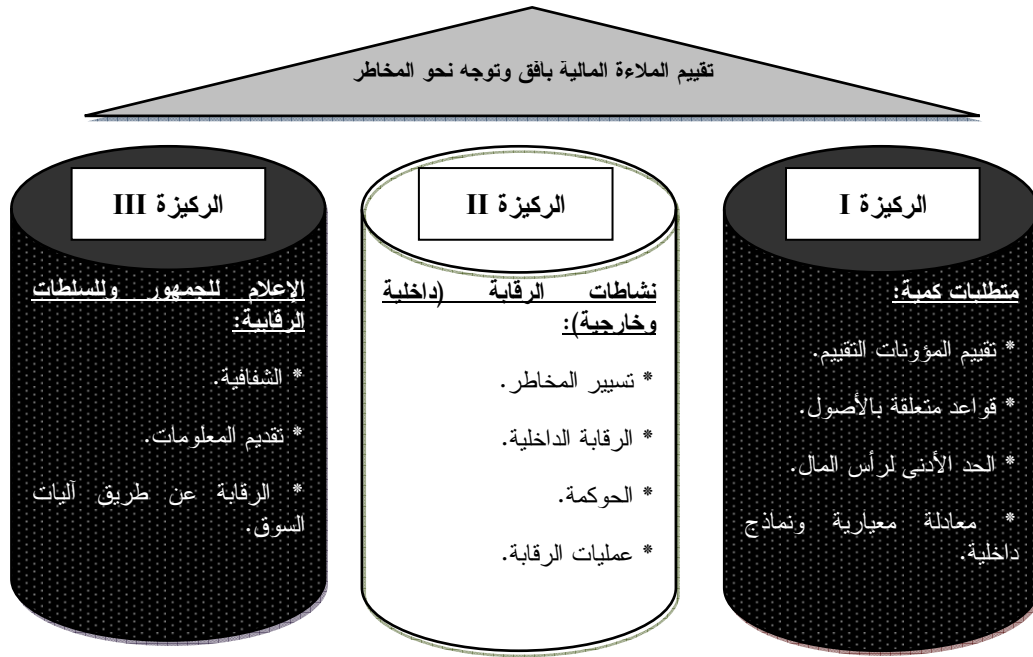 تقييم الملاءة المالية بأفق وتوجه نحو المخاطر
الركيزة I
متطلبات كمية:
* تقييم المؤونات التقييم.
* قواعد متعلقة بالأصول.
* الحد الأدنى لرأس المال.
* معادلة معيارية ونماذج
داخلية.
الركيزة II
نشاطات الرقابة (داخلية
وخارجية):
* تسيير المخاطر.
* الرقابة الداخلية.
* الحوكمة.
* عمليات الرقابة.
الركيزة III
الإعلام للجمهور وللسلطات
الرقابية:
* الشفافية.
* تقديم المعلومات.
* الرقابة عن طريق آليات
السوق.